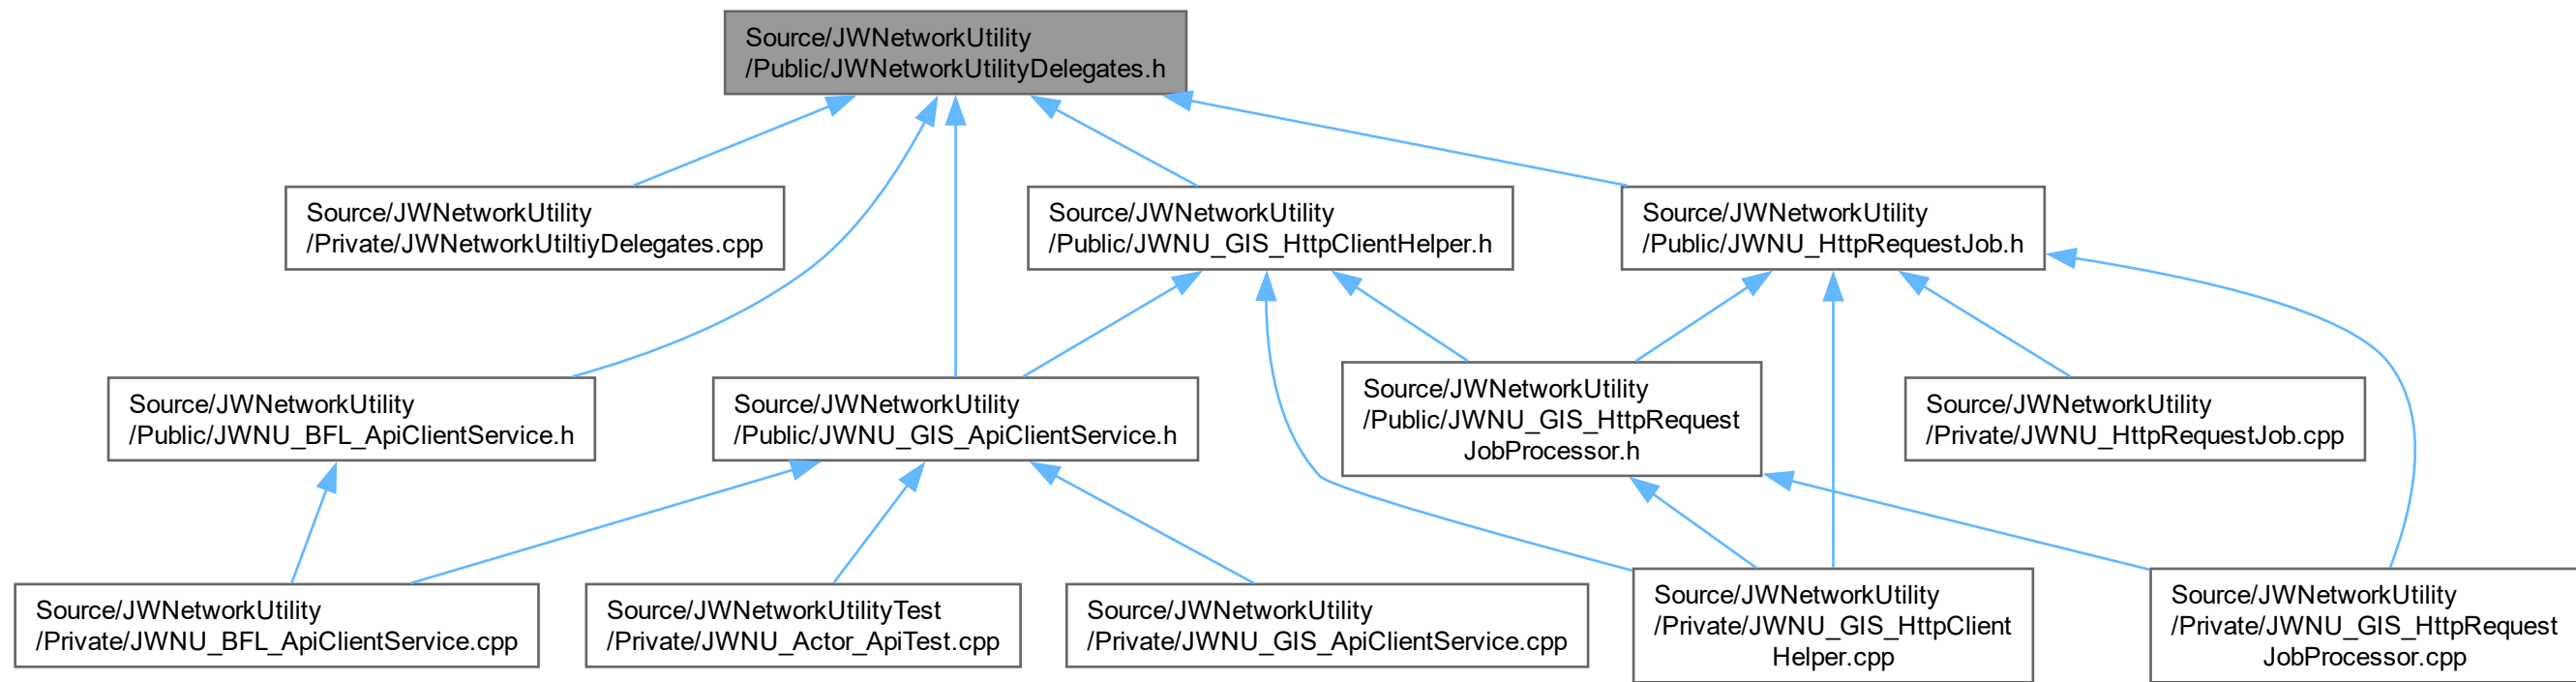 Source/JWNetworkUtility
/Public/JWNetworkUtilityDelegates.h
Source/JWNetworkUtility
/Private/JWNetworkUtiltiyDelegates.cpp
Source/JWNetworkUtility
/Public/JWNU_GIS_HttpClientHelper.h
Source/JWNetworkUtility
/Public/JWNU_HttpRequestJob.h
Source/JWNetworkUtility
/Public/JWNU_BFL_ApiClientService.h
Source/JWNetworkUtility
/Public/JWNU_GIS_ApiClientService.h
Source/JWNetworkUtility
/Public/JWNU_GIS_HttpRequest
JobProcessor.h
Source/JWNetworkUtility
/Private/JWNU_HttpRequestJob.cpp
Source/JWNetworkUtility
/Private/JWNU_BFL_ApiClientService.cpp
Source/JWNetworkUtilityTest
/Private/JWNU_Actor_ApiTest.cpp
Source/JWNetworkUtility
/Private/JWNU_GIS_ApiClientService.cpp
Source/JWNetworkUtility
/Private/JWNU_GIS_HttpClient
Helper.cpp
Source/JWNetworkUtility
/Private/JWNU_GIS_HttpRequest
JobProcessor.cpp